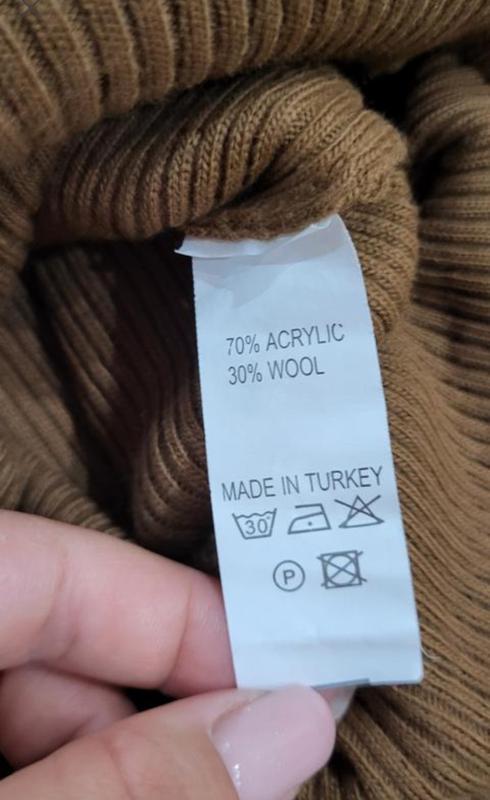 70% ACRYLIC
30% WOOL
MADE IN TURKEY
30
P